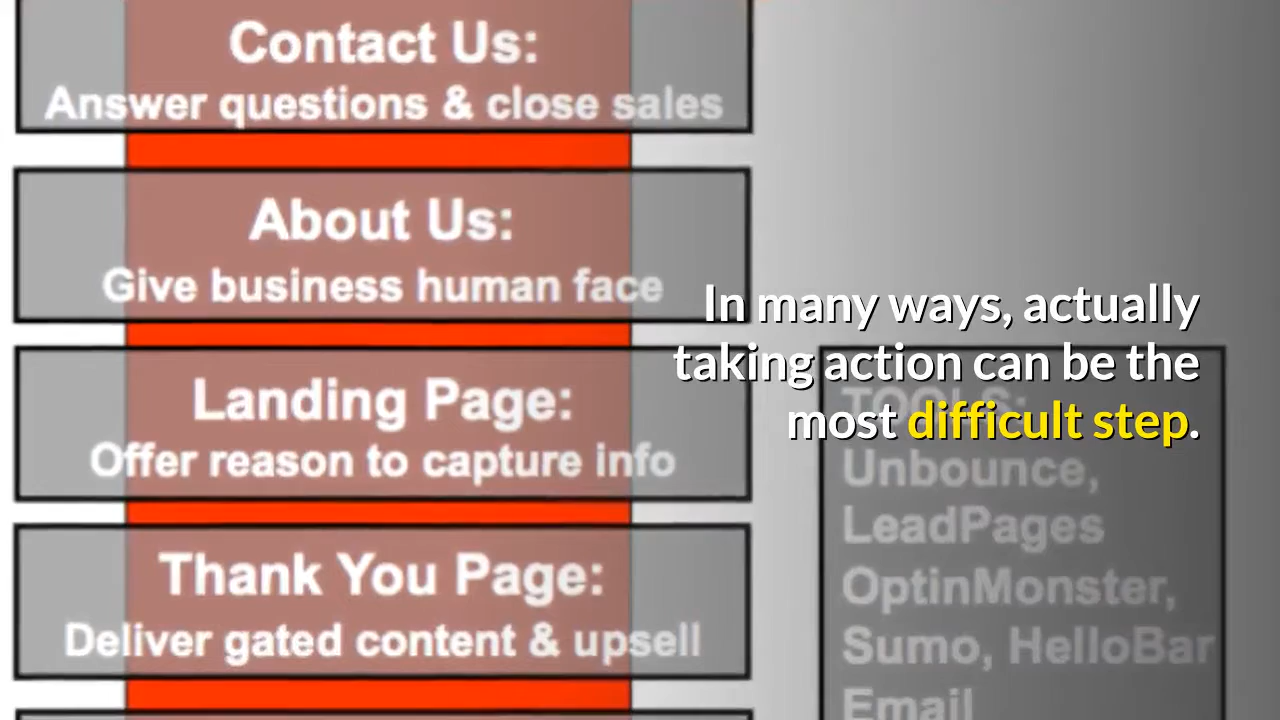 Contact Us:
Answer questions & close sales
About Us:
Give business human face
Landing Page:
Offer reason to capture info
Thank You Page:
Deliver gated content & upsell
In many ways, actually
taking action can be the
most difficult step.
TOOLS:
Unbounce,
LeadPages
OptinMonster,
Sumo, HelloBar
Email